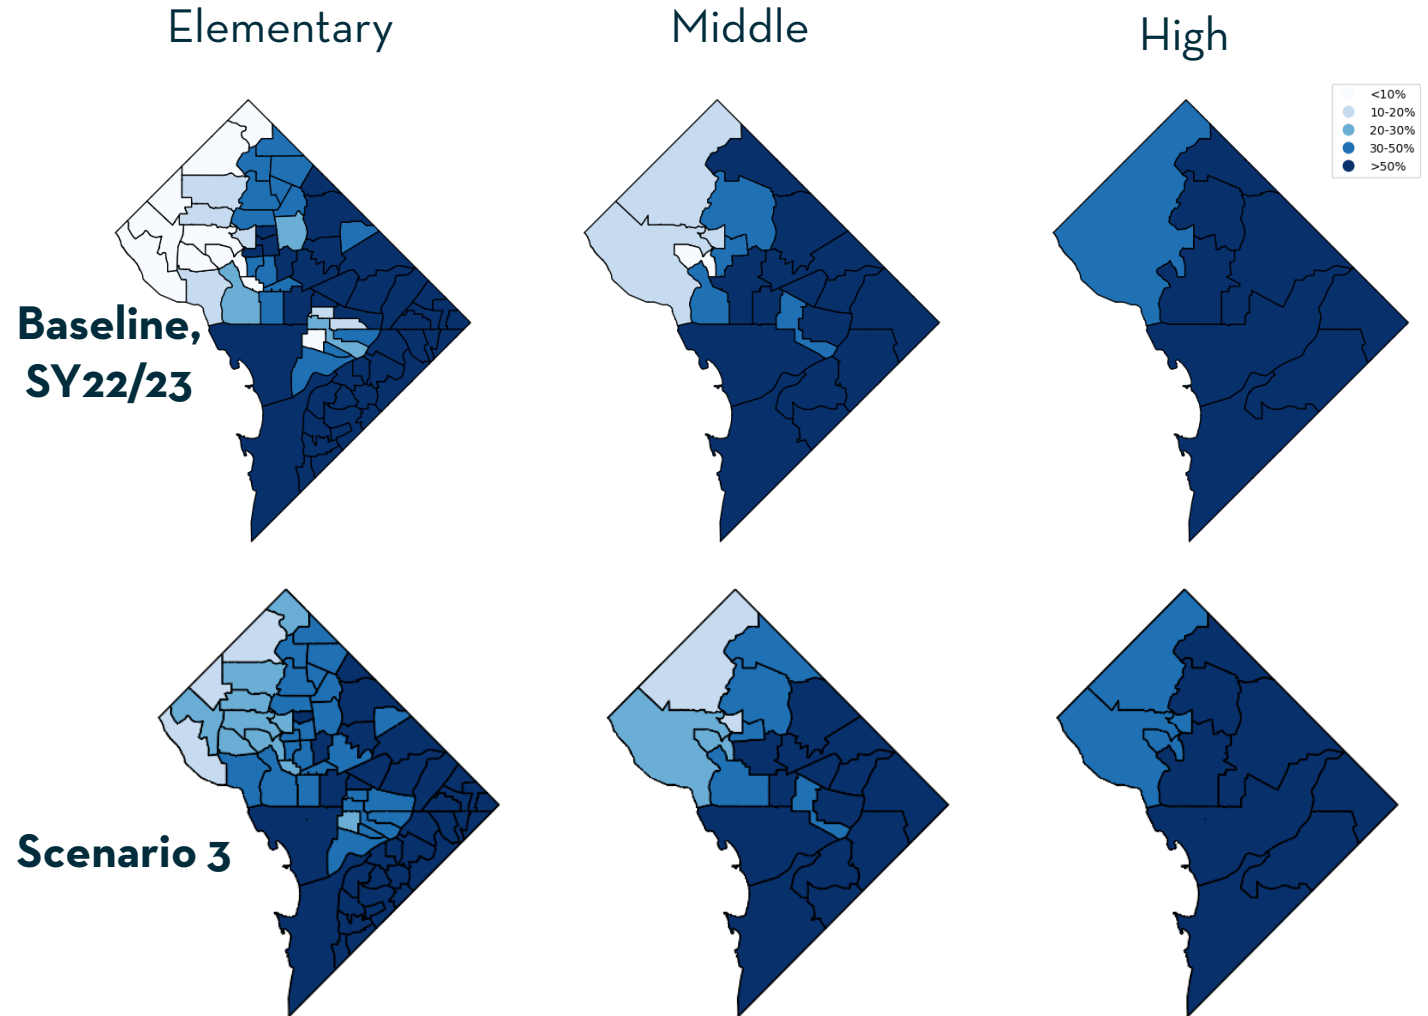 Elementary
Middle
High
<10%
10-20%
20-30%
30-50%
>50%
Baseline,
SY22/23
Scenario 3